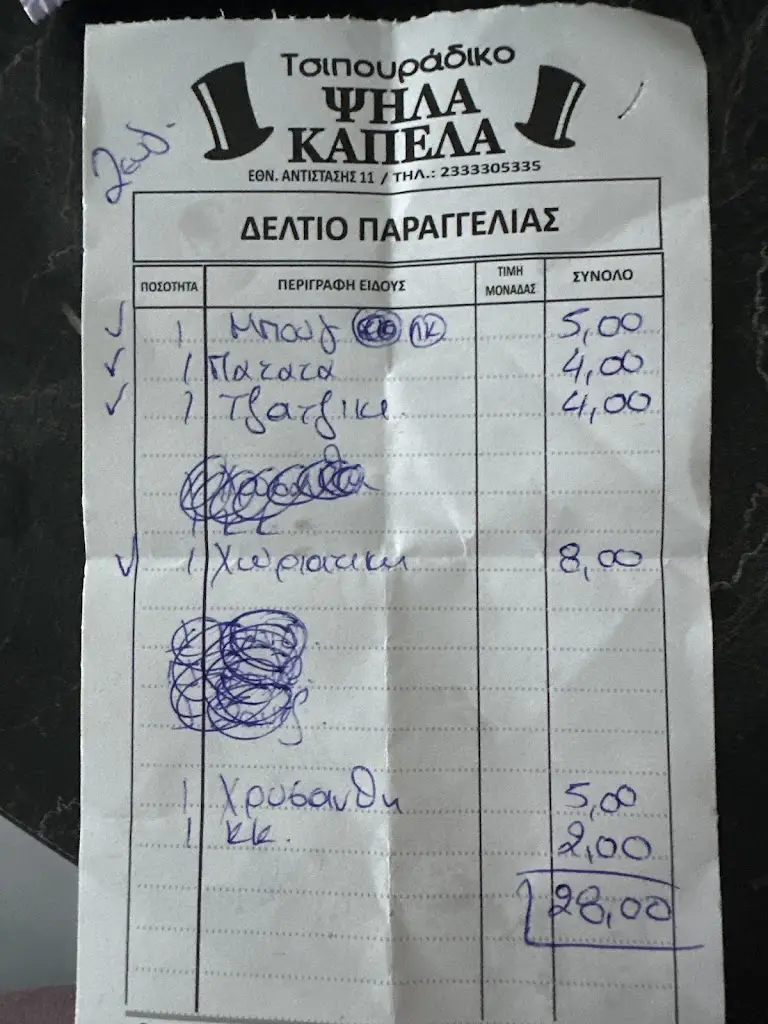 Τσιπουράδικο
ΨΗΛΑ
ΚΑΠΕΛΑ
ΕΘΝ. ΑΝΤΙΣΤΑΣΗΣ 11 / ΤΗΛ.: 2333305335
ΔΕΛΤΙΟ ΠΑΡΑΓΓΕΛΙΑΣ
ΠΟΣΟΤΗΤΑ ΠΕΡΙΓΡΑΦΗ ΕΙΔΟΥΣ ΤΙΜΗ ΜΟΝΑΔΑΣ ΣΥΝΟΛΟ
1 Μπουγ 5,00
1 Πατατα 4,00
1 Τζατζικι 4,00
1 Χωριατικη 8,00
1 Χρυσανθη 5,00
1 κκ. 2,00
28,00